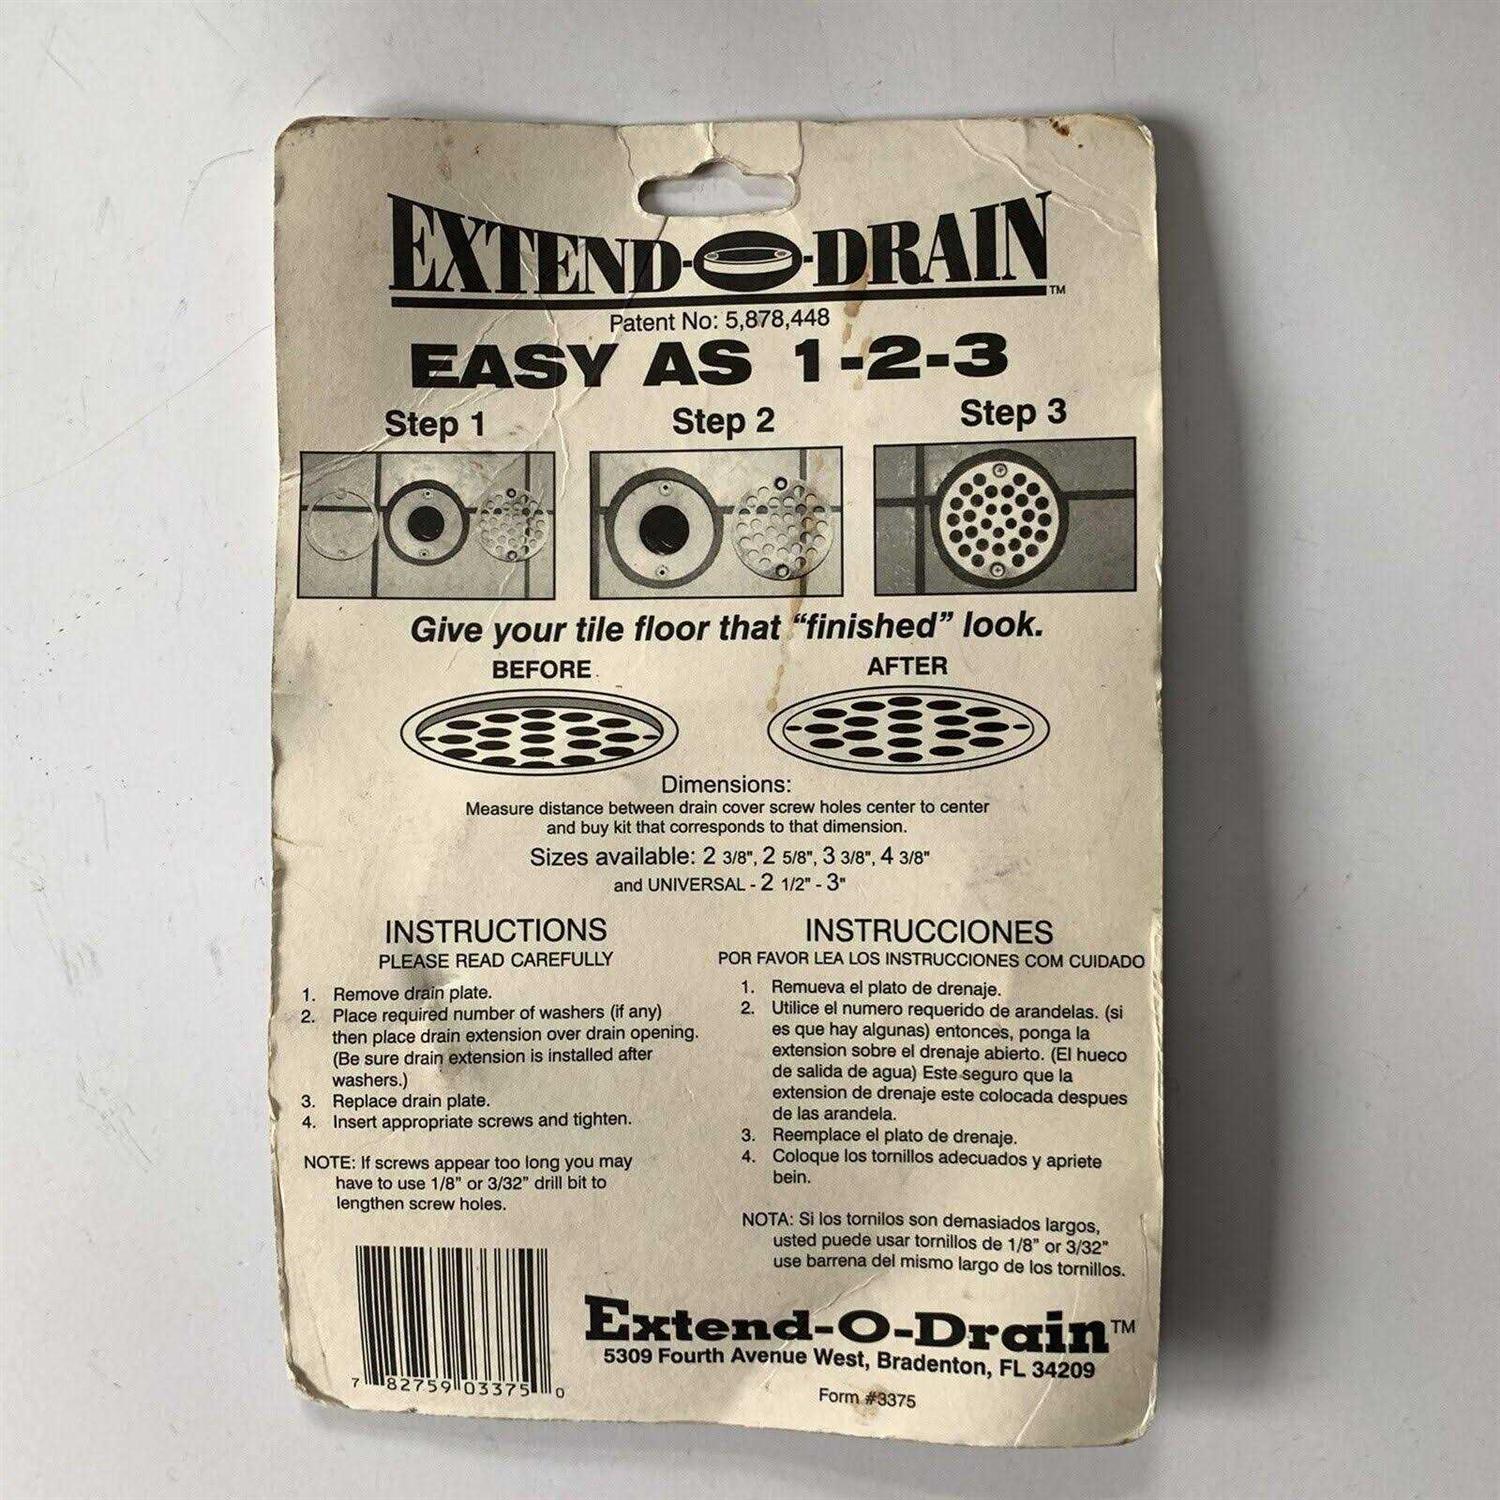 EXTEND-O-DRAIN™
Patent No: 5,878,448
EASY AS 1-2-3
Step 1
Step 2
Step 3
Give your tile floor that “finished” look.
BEFORE
AFTER
Dimensions:
Measure distance between drain cover screw holes center to center
and buy kit that corresponds to that dimension.
Sizes available: 2 3/8", 2 5/8", 3 3/8", 4 3/8"
and UNIVERSAL - 2 1/2" - 3"
INSTRUCTIONS
PLEASE READ CAREFULLY
1. Remove drain plate.
2. Place required number of washers (if any)
then place drain extension over drain opening.
(Be sure drain extension is installed after
washers.)
3. Replace drain plate.
4. Insert appropriate screws and tighten.
NOTE: If screws appear too long you may
have to use 1/8” or 3/32” drill bit to
lengthen screw holes.
INSTRUCCIONES
POR FAVOR LEA LOS INSTRUCCIONES COM CUIDADO
1. Remueva el plato de drenaje.
2. Utilice el numero requerido de arandelas. (si
es que hay algunas) entonces, ponga la
extension sobre el drenaje abierto. (El hueco
de salida de agua) Este seguro que la
extension de drenaje este colocada despues
de las arandela.
3. Reemplace el plato de drenaje.
4. Coloque los tornillos adecuados y apriete
bein.
NOTA: Si los tornilos son demasiados largos,
usted puede usar tornillos de 1/8” or 3/32”
use barrena del mismo largo de los tornillos.
7 82759 03375 0
Extend-O-Drain™
5309 Fourth Avenue West, Bradenton, FL 34209
Form #3375